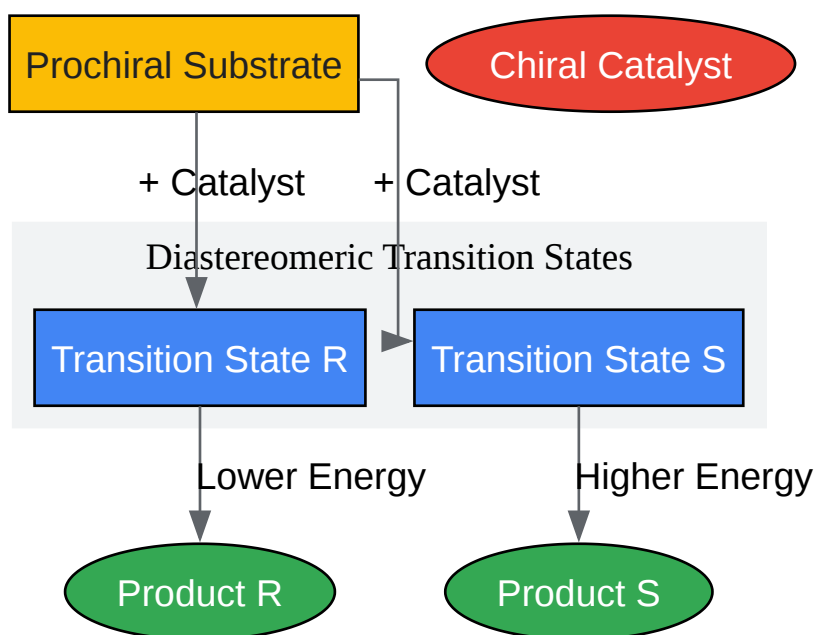 Prochiral Substrate
Chiral Catalyst
+ Catalyst
+ Catalyst
Diastereomeric Transition States
Transition State R
Transition State S
Lower Energy
Higher Energy
Product R
Product S